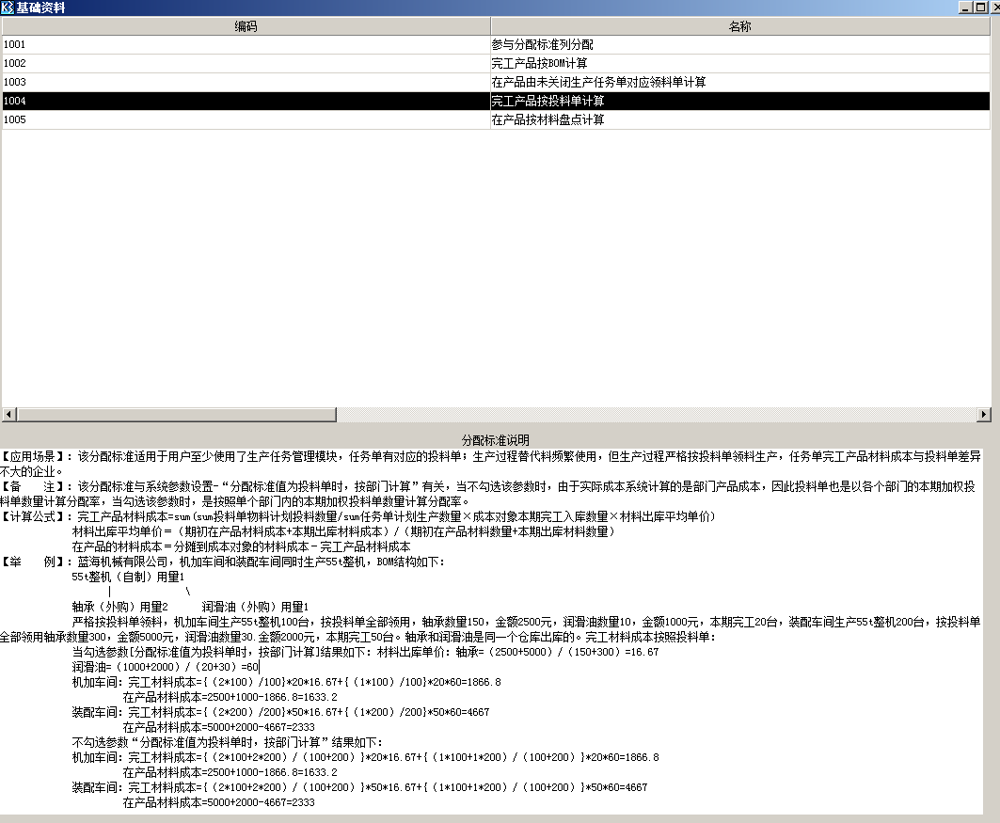 K3 基础资料
编码 名称
1001 参与分配标准列分配
1002 完工产品按BOM计算
1003 在产品由未关闭生产任务单对应领料单计算
1004 完工产品按投料单计算
1005 在产品按材料盘点计算
分配标准说明
【应用场景】: 该分配标准适用于用户至少使用了生产任务管理模块，任务单有对应的投料单；生产过程替代料频繁使用，但生产过程严格按投料单领料生产，任务单完工产品材料成本与投料单差异
不大的企业。
【备 注】: 该分配标准与系统参数设置-“分配标准值为投料单时，按部门计算”有关，当不勾选该参数时，由于实际成本系统计算的是部门产品成本，因此投料单也是以各个部门的本期加权投
料单数量计算分配率，当勾选该参数时，是按照单个部门内的本期加权投料单数量计算分配率。
【计算公式】: 完工产品材料成本=sum(sum投料单物料计划投料数量/sum任务单计划生产数量×成本对象本期完工入库数量×材料出库平均单价)
材料出库平均单价＝（期初在产品材料成本+本期出库材料成本）/（期初在产品材料数量+本期出库材料数量）
在产品的材料成本＝分摊到成本对象的材料成本－完工产品材料成本
【举 例】: 蓝海机械有限公司，机加车间和装配车间同时生产55t整机，BOM结构如下：
55t整机（自制）用量1
| \
轴承（外购）用量2 润滑油（外购）用量1
严格按投料单领料，机加车间生产55t整机100台，按投料单全部领用，轴承数量150，金额2500元，润滑油数量10，金额1000元，本期完工20台，装配车间生产55t整机200台，按投料单
全部领用轴承数量300，金额5000元，润滑油数量30.金额2000元，本期完工50台。轴承和润滑油是同一个仓库出库的。完工材料成本按照投料单：
当勾选参数[分配标准值为投料单时，按部门计算]结果如下：材料出库单价：轴承=（2500+5000）/（150+300）=16.67
润滑油=（1000+2000）/（20+30）=60
机加车间：完工材料成本={（2*100）/100}*20*16.67+{（1*100）/100}*20*60=1866.8
在产品材料成本=2500+1000-1866.8=1633.2
装配车间：完工材料成本={（2*200）/200}*50*16.67+{（1*200）/200}*50*60=4667
在产品材料成本=5000+2000-4667=2333
不勾选参数“分配标准值为投料单时，按部门计算”结果如下：
机加车间：完工材料成本={（2*100+2*200）/（100+200）}*20*16.67+{（1*100+1*200）/（100+200）}*20*60=1866.8
在产品材料成本=2500+1000-1866.8=1633.2
装配车间：完工材料成本={（2*100+2*200）/（100+200）}*50*16.67+{（1*100+1*200）/（100+200）}*50*60=4667
在产品材料成本=5000+2000-4667=2333